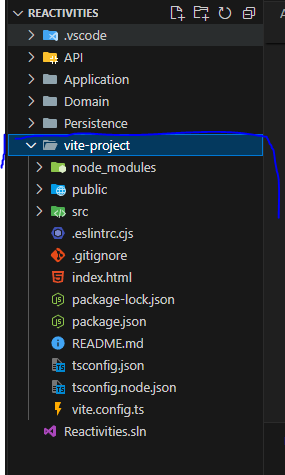 REACTIVITIES
.vscode
API
Application
Domain
Persistence
vite-project
node_modules
public
src
.eslintrc.cjs
.gitignore
index.html
package-lock.json
package.json
README.md
tsconfig.json
tsconfig.node.json
vite.config.ts
Reactivities.sln